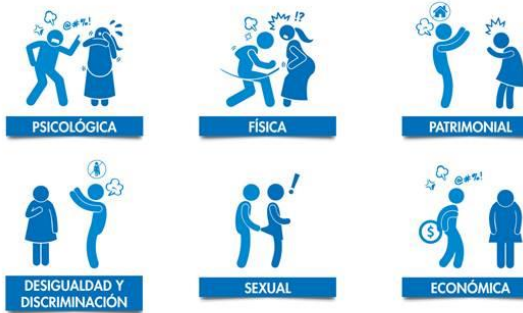 @#%!
!?
PSICOLÓGICA
FÍSICA
PATRIMONIAL
!
@#%!
$
DESIGUALDAD Y
DISCRIMINACIÓN
SEXUAL
ECONÓMICA